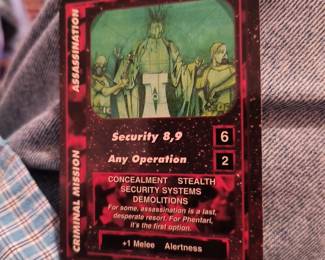 ASSASSINATION
CRIMINAL MISSION
Security 8,9
6
Any Operation
2
CONCEALMENT STEALTH
SECURITY SYSTEMS
DEMOLITIONS
For some, assassination is a last,
desperate resort. For Phentari,
it's the first option.
+1 Melee Alertness